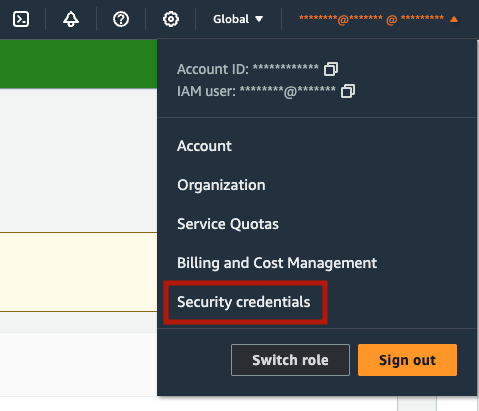 Global ********@******* @ *********
Account ID: ************
IAM user: ********@*******
Account
Organization
Service Quotas
Billing and Cost Management
Security credentials
Switch role Sign out